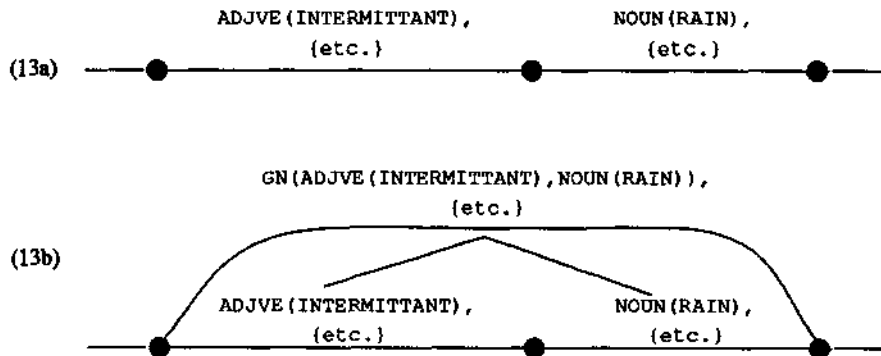 ADJVE(INTERMITTANT), NOUN(RAIN),
{etc.} {etc.}
(13a)
GN(ADJVE(INTERMITTANT),NOUN(RAIN)),
{etc.}
(13b)
ADJVE(INTERMITTANT), NOUN(RAIN),
{etc.} {etc.}